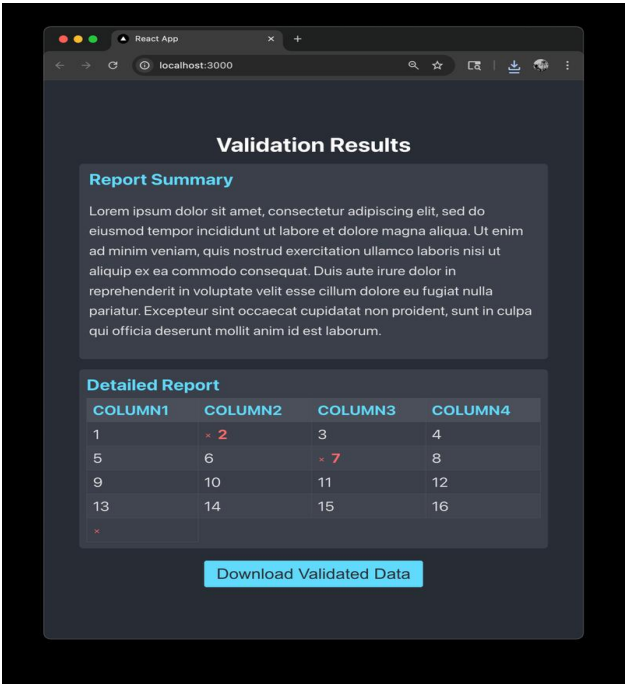 React App
localhost:3000
Validation Results
Report Summary
Lorem ipsum dolor sit amet, consectetur adipiscing elit, sed do
eiusmod tempor incididunt ut labore et dolore magna aliqua. Ut enim
ad minim veniam, quis nostrud exercitation ullamco laboris nisi ut
aliquip ex ea commodo consequat. Duis aute irure dolor in
reprehenderit in voluptate velit esse cillum dolore eu fugiat nulla
pariatur. Excepteur sint occaecat cupidatat non proident, sunt in culpa
qui officia deserunt mollit anim id est laborum.
Detailed Report
COLUMN1 COLUMN2 COLUMN3 COLUMN4
1 × 2 3 4
5 6 × 7 8
9 10 11 12
13 14 15 16
×
Download Validated Data